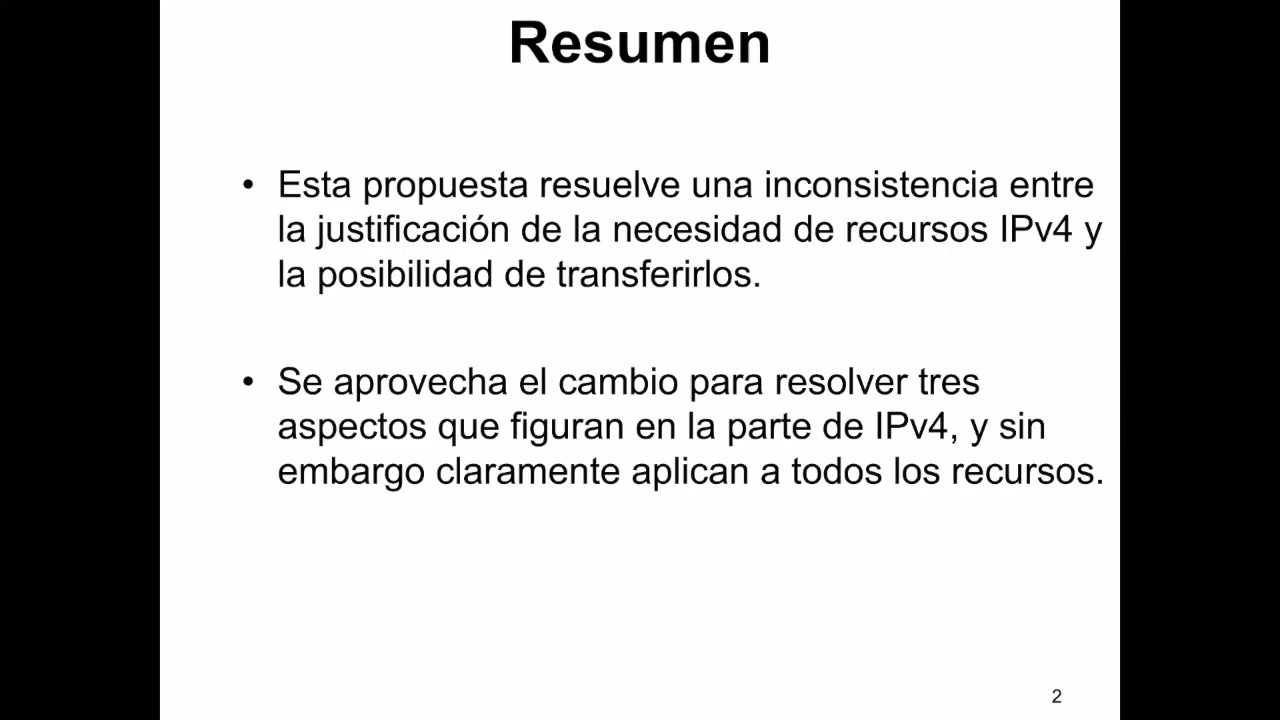 Resumen
• Esta propuesta resuelve una inconsistencia entre
la justificación de la necesidad de recursos IPv4 y
la posibilidad de transferirlos.
• Se aprovecha el cambio para resolver tres
aspectos que figuran en la parte de IPv4, y sin
embargo claramente aplican a todos los recursos.
2